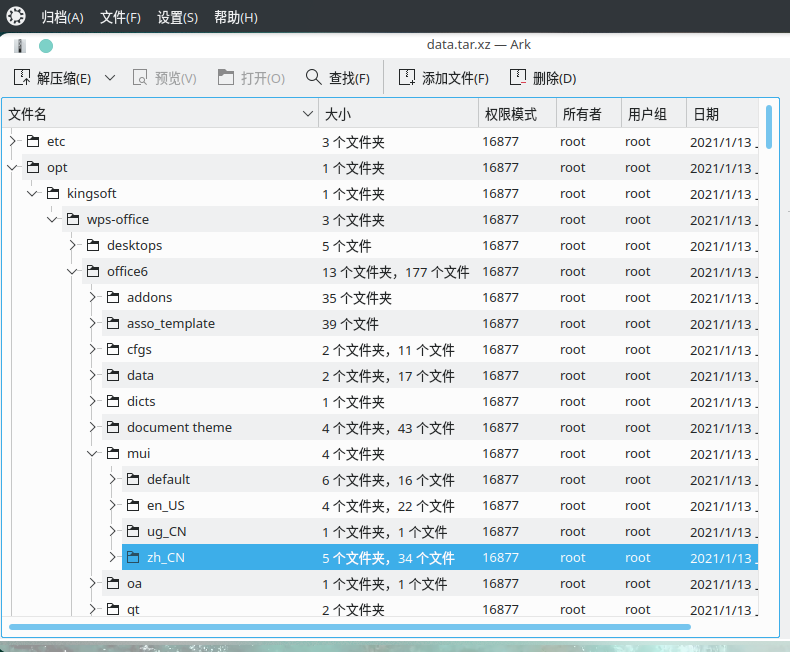 归档(A) 文件(F) 设置(S) 帮助(H)
data.tar.xz — Ark
解压缩(E) 预览(V) 打开(O) 查找(F) 添加文件(F) 删除(D)
文件名 大小 权限模式 所有者 用户组 日期
etc 3 个文件夹 16877 root root 2021/1/13
opt 1 个文件夹 16877 root root 2021/1/13
kingsoft 1 个文件夹 16877 root root 2021/1/13
wps-office 3 个文件夹 16877 root root 2021/1/13
desktops 5 个文件 16877 root root 2021/1/13
office6 13 个文件夹，177 个文件 16877 root root 2021/1/13
addons 35 个文件夹 16877 root root 2021/1/13
asso_template 39 个文件 16877 root root 2021/1/13
cfgs 2 个文件夹，11 个文件 16877 root root 2021/1/13
data 2 个文件夹，17 个文件 16877 root root 2021/1/13
dicts 1 个文件夹 16877 root root 2021/1/13
document theme 4 个文件夹，43 个文件 16877 root root 2021/1/13
mui 4 个文件夹 16877 root root 2021/1/13
default 6 个文件夹，16 个文件 16877 root root 2021/1/13
en_US 4 个文件夹，22 个文件 16877 root root 2021/1/13
ug_CN 1 个文件夹，1 个文件 16877 root root 2021/1/13
zh_CN 5 个文件夹，34 个文件 16877 root root 2021/1/13
oa 1 个文件夹，1 个文件 16877 root root 2021/1/13
qt 2 个文件夹 16877 root root 2021/1/13